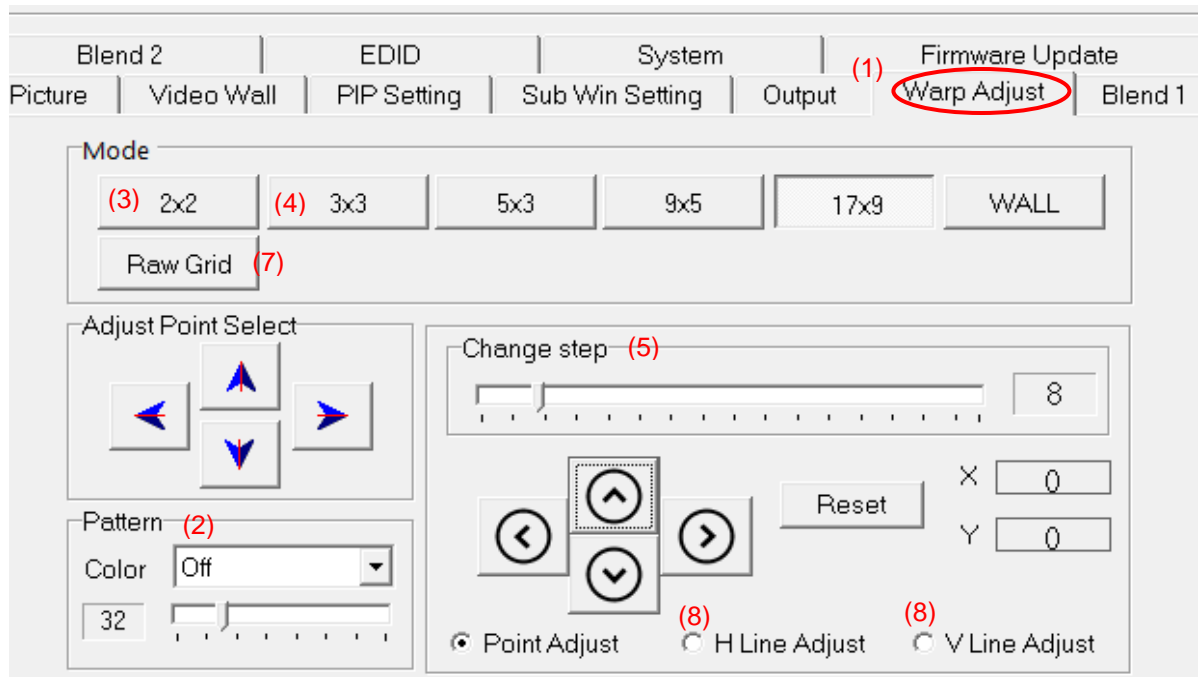 Blend 2 EDID System Firmware Update
(1)
Picture Video Wall PIP Setting Sub Win Setting Output Warp Adjust Blend 1
Mode
(3) 2x2 (4) 3x3 5x3 9x5 17x9 WALL
Raw Grid (7)
Adjust Point Select
Change step (5)
8
Pattern (2)
Color Off
32
Reset
X 0
Y 0
(8) (8)
Point Adjust H Line Adjust V Line Adjust